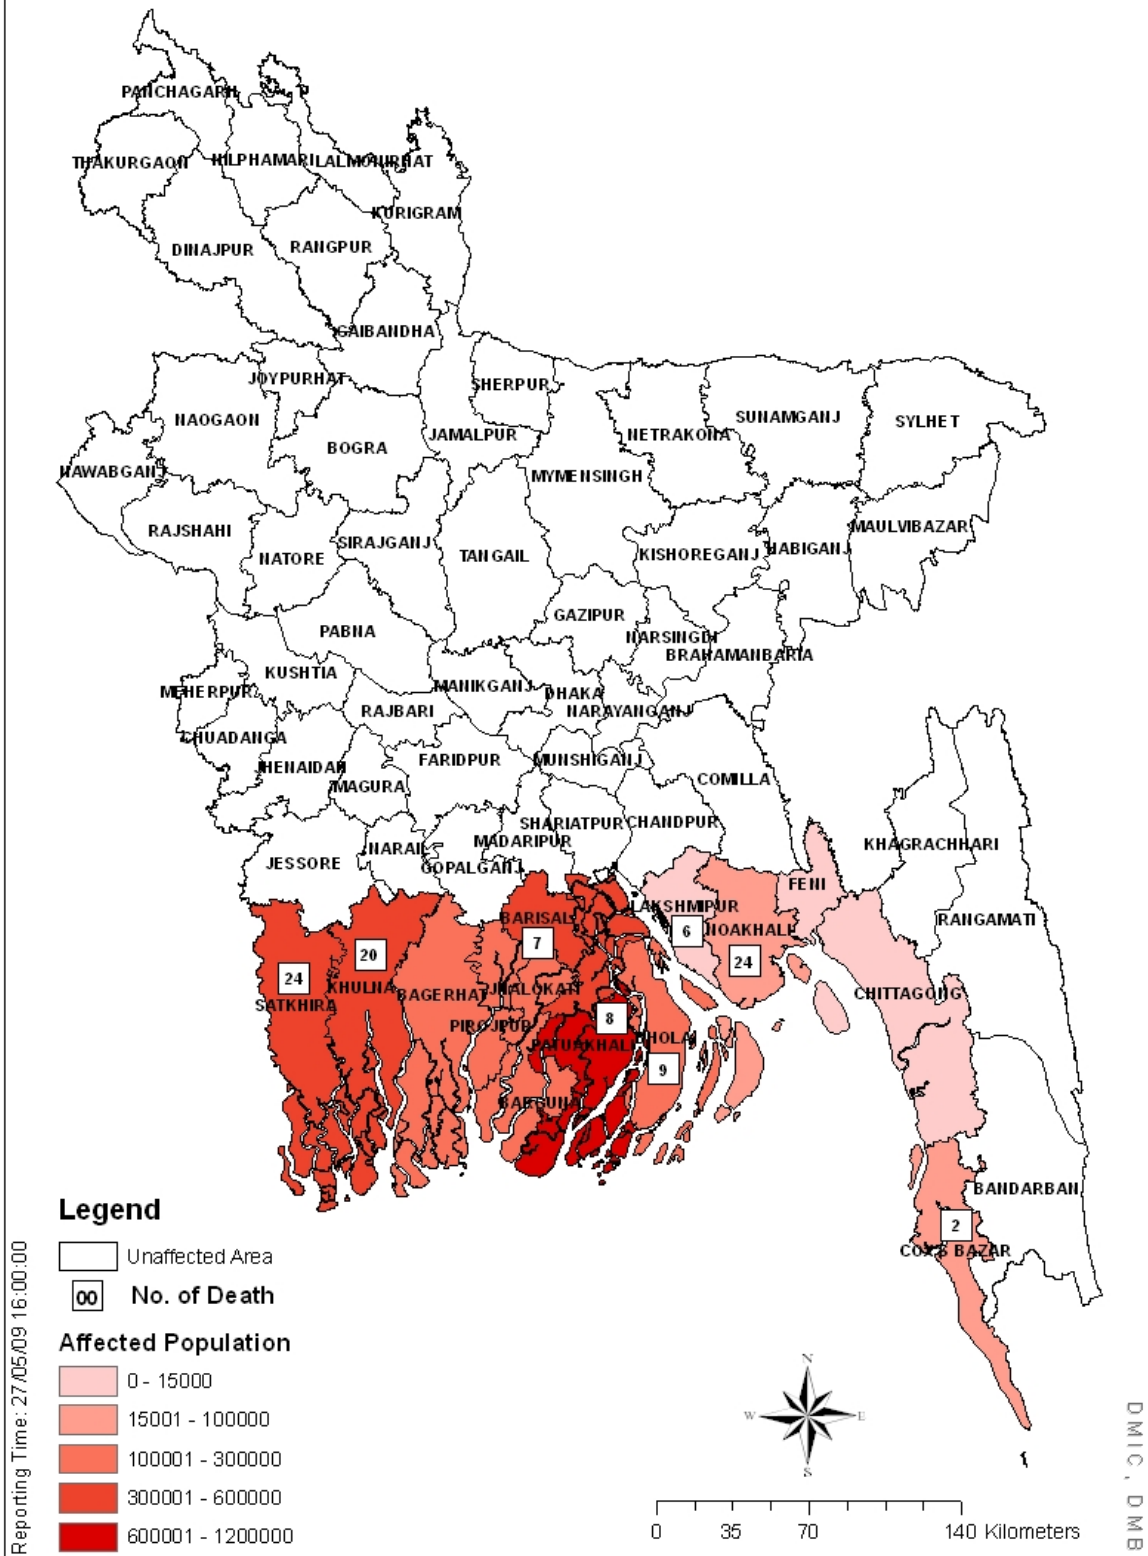 PANCHAGARH
THAKURGAON
NILPHAMARI
LALMONIRHAT
KURIGRAM
DINAJPUR
RANGPUR
GAIBANDHA
JOYPURHAT
SHERPUR
NAOGAON
SUNAMGANJ
SYLHET
BOGRA
JAMALPUR
NETRAKONA
NAWABGANJ
MYMENSINGH
RAJSHAHI
MAULVIBAZAR
SIRAJGANJ
HABIGANJ
NATORE
TANGAIL
KISHOREGANJ
GAZIPUR
PABNA
NARSINGDI
BRAHAMANBARIA
KUSHTIA
MEHERPUR
MANIKGANJ
DHAKA
RAJBARI
NARAYANGANJ
CHUADANGA
JHENAIDAH
FARIDPUR
MUNSHIGANJ
MAGURA
COMILLA
SHARIATPUR
CHANDPUR
MADARIPUR
KHAGRACHHARI
JESSORE
NARAIL
GOPALGANJ
FENI
LAKSHMIPUR
BARISAL
6
NOAKHALI
RANGAMATI
7
20
24
24
KHULNA
BAGERHAT
JHALOKATI
CHITTAGONG
SATKHIRA
8
PIROJPUR
PATUAKHALI
BHOLA
9
BARGUNA
BANDARBAN
2
COX'S BAZAR
Legend
Unaffected Area
00 No. of Death
Affected Population
0 - 15000
15001 - 100000
100001 - 300000
300001 - 600000
600001 - 1200000
Reporting Time: 27/05/09 16:00:00
N
W E
S
0 35 70 140 Kilometers
DMIC, DMB